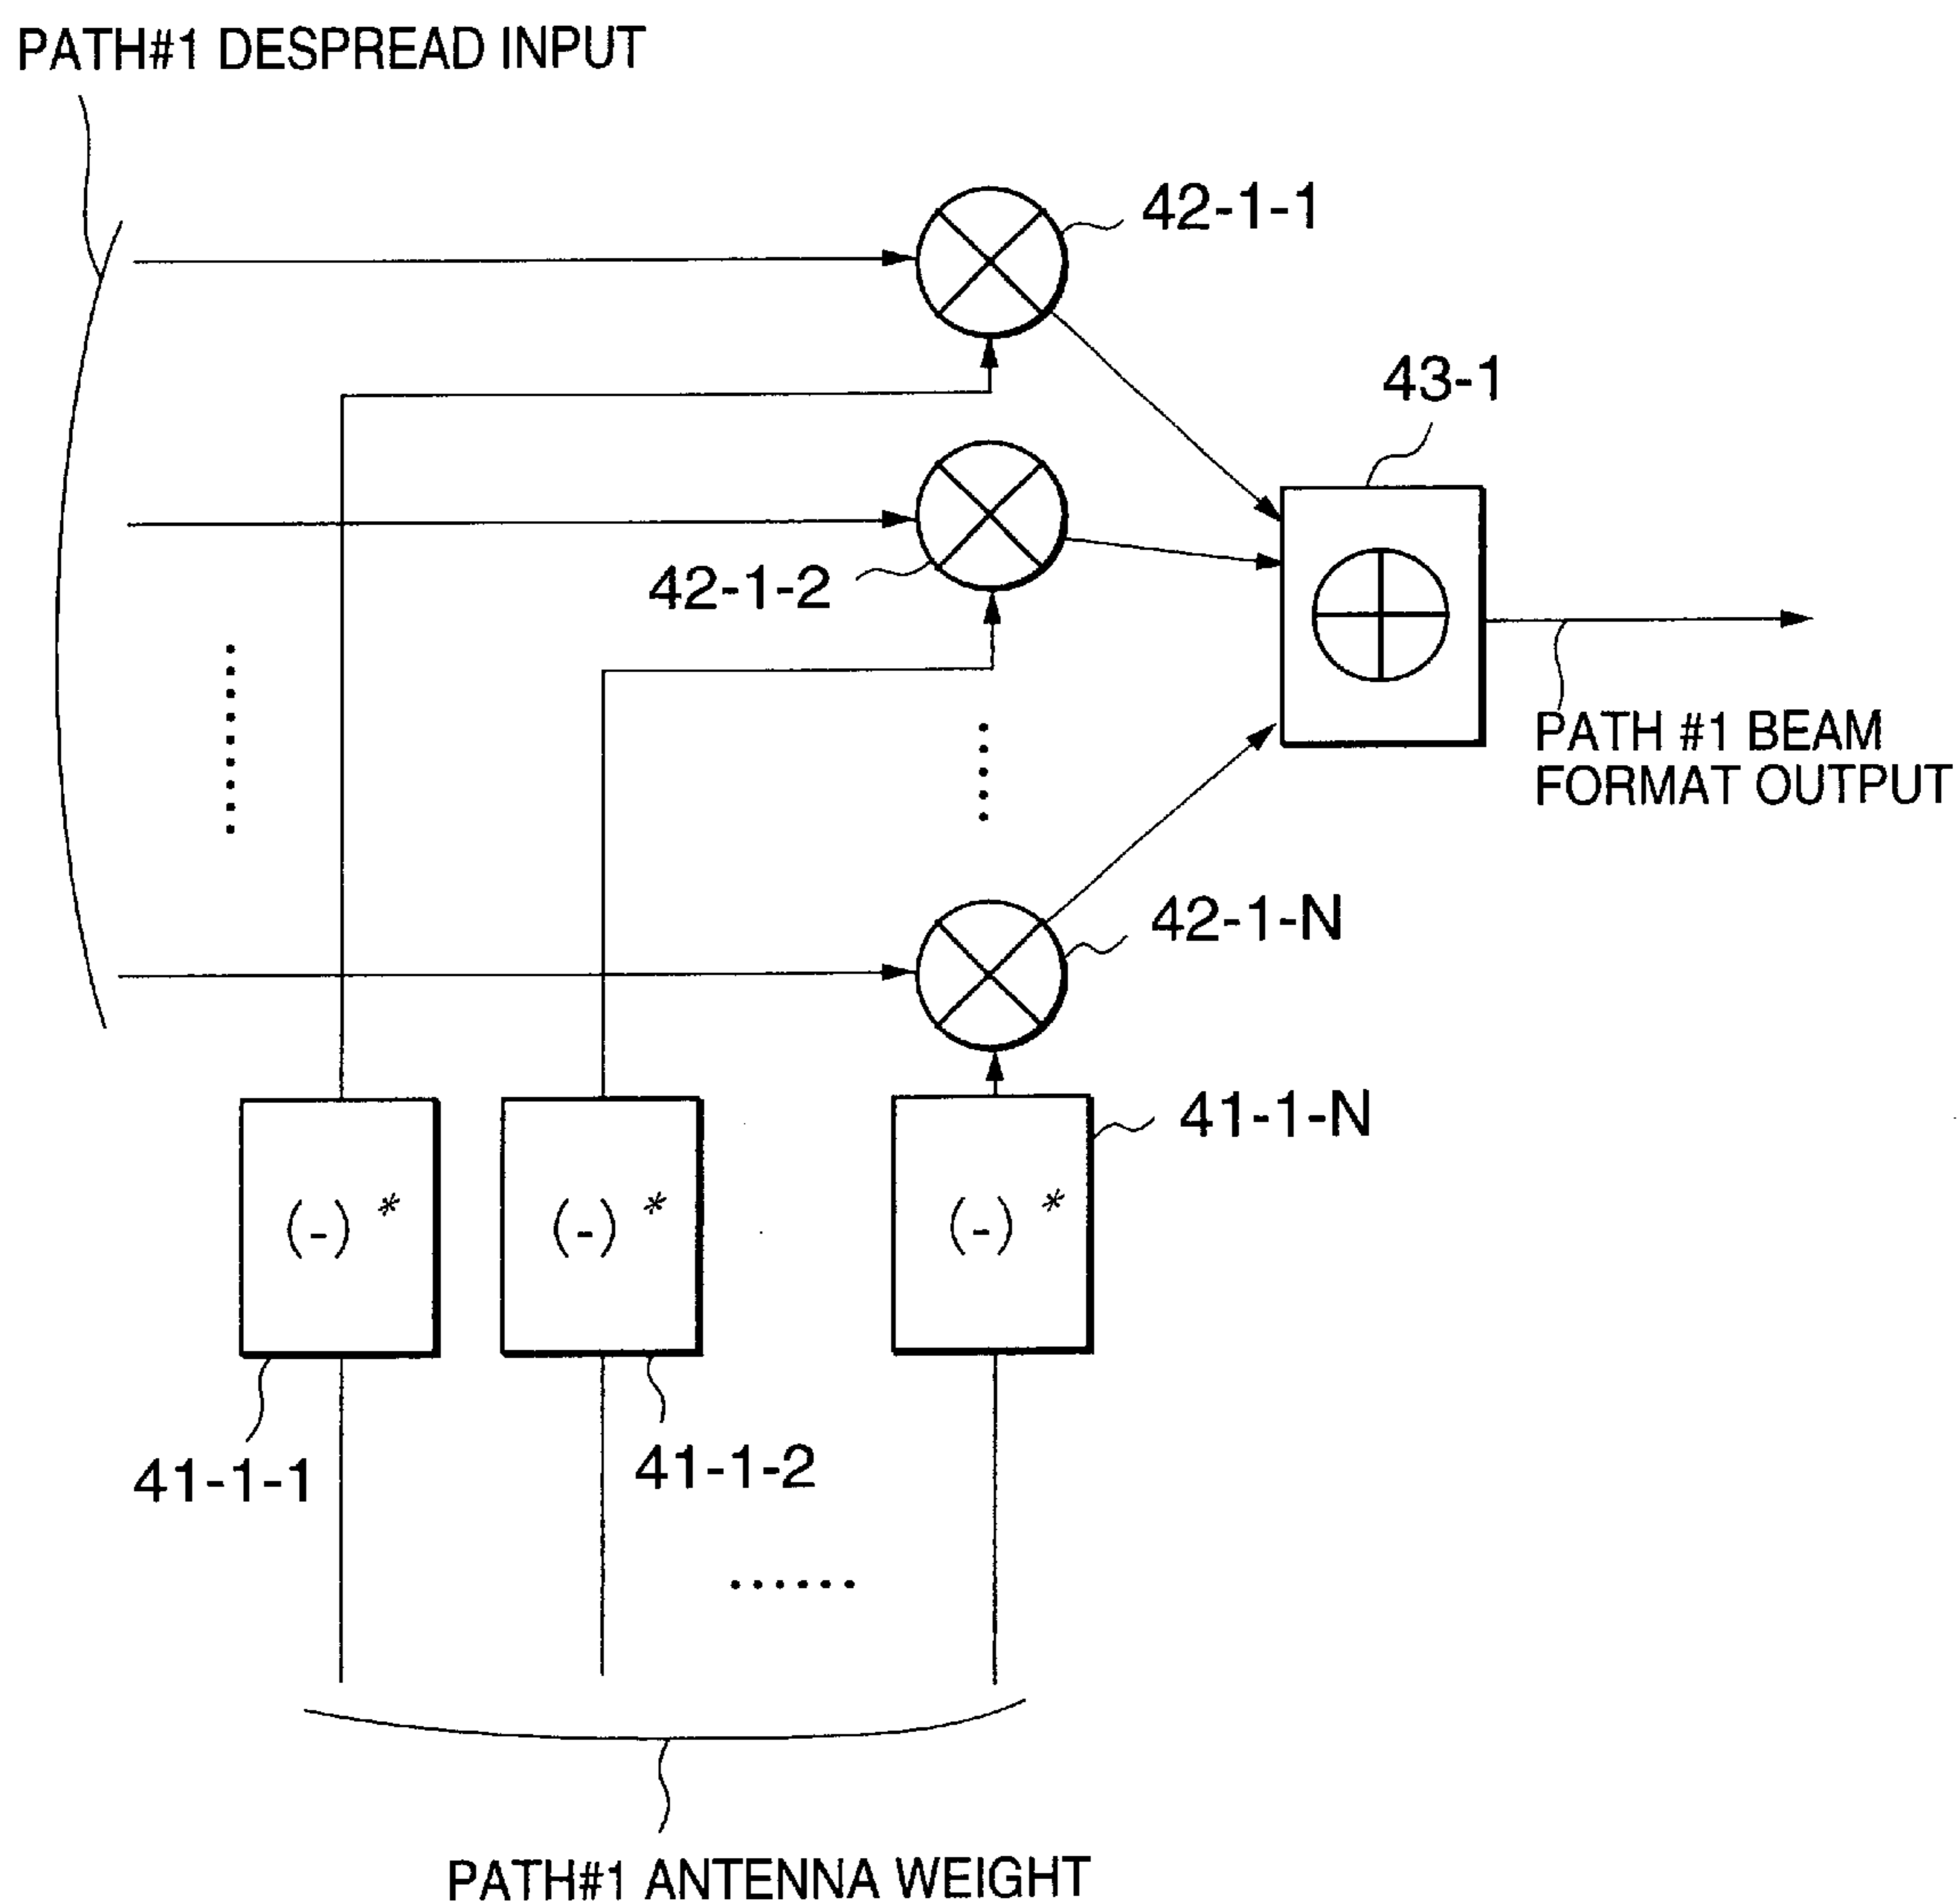 PATH#1 DESPREAD INPUT
42-1-1
43-1
42-1-2
PATH #1 BEAM
FORMAT OUTPUT
42-1-N
41-1-N
(-) *
(-) *
(-) *
41-1-1
41-1-2
PATH#1 ANTENNA WEIGHT